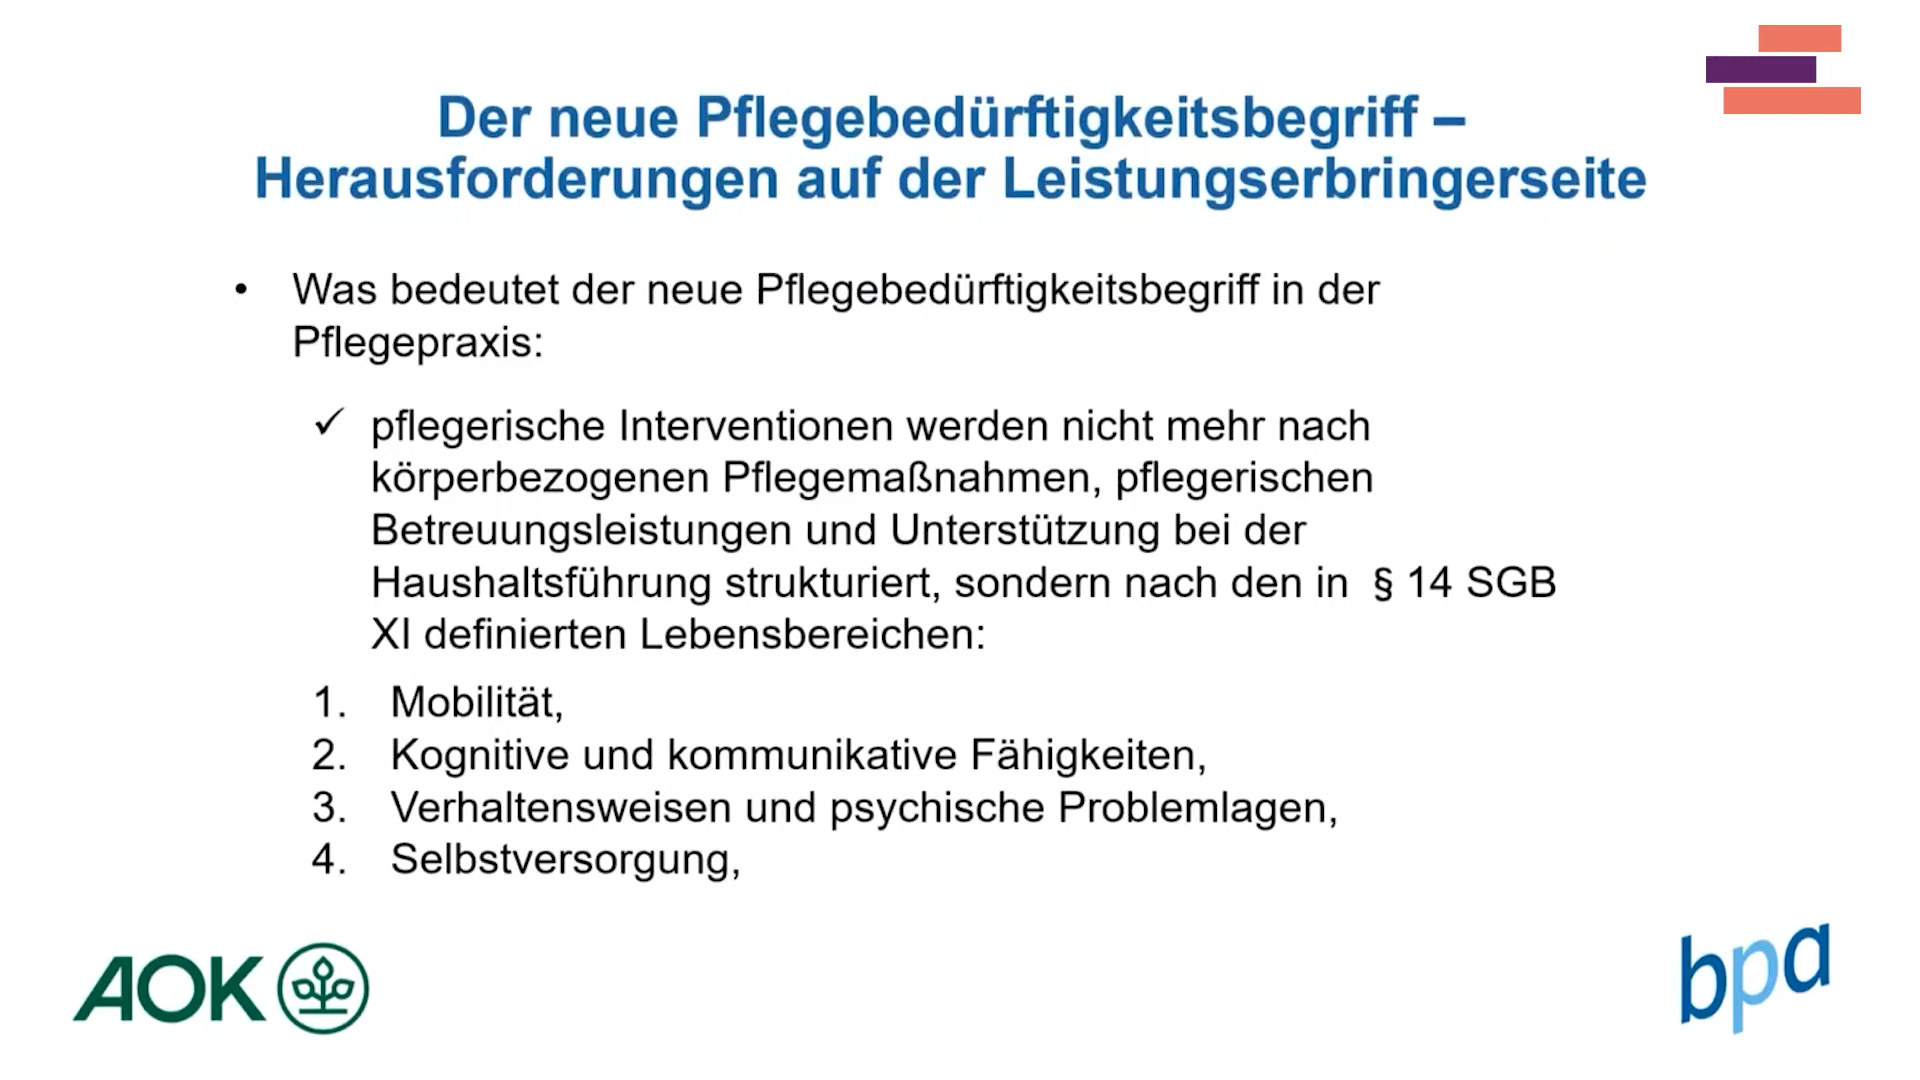 Der neue Pflegebedürftigkeitsbegriff –
Herausforderungen auf der Leistungserbringerseite
• Was bedeutet der neue Pflegebedürftigkeitsbegriff in der
Pflegepraxis:
✓ pflegerische Interventionen werden nicht mehr nach
körperbezogenen Pflegemaßnahmen, pflegerischen
Betreuungsleistungen und Unterstützung bei der
Haushaltsführung strukturiert, sondern nach den in § 14 SGB
XI definierten Lebensbereichen:
1. Mobilität,
2. Kognitive und kommunikative Fähigkeiten,
3. Verhaltensweisen und psychische Problemlagen,
4. Selbstversorgung,
AOK
bpa